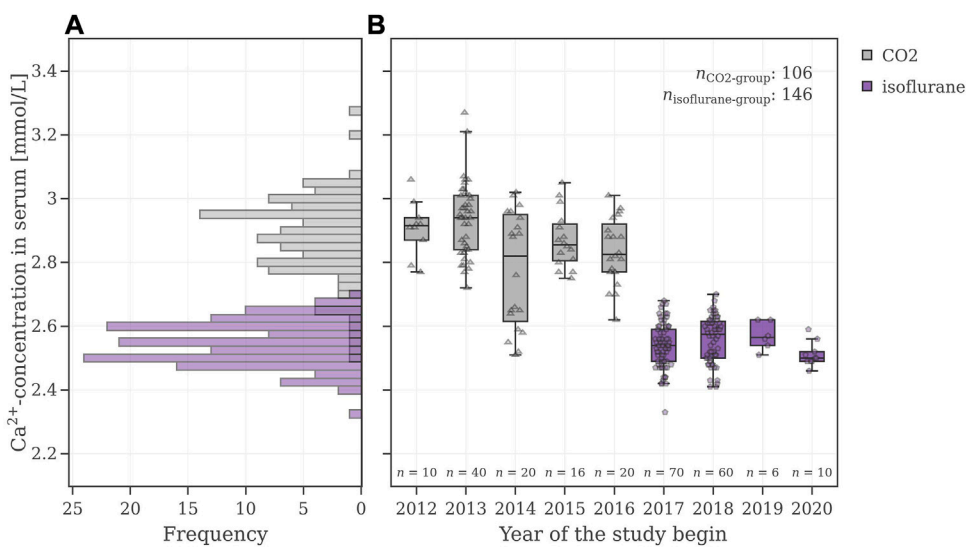 A
B
Ca2+-concentration in serum [mmol/L]
3.4
3.2
3
2.8
2.6
2.4
2.2
25 20 15 10 5 0
Frequency
nCO2-group: 106
nisoflurane-group: 146
CO2
isoflurane
n = 10 n = 40 n = 20 n = 16 n = 20 n = 70 n = 60 n = 6 n = 10
2012 2013 2014 2015 2016 2017 2018 2019 2020
Year of the study begin